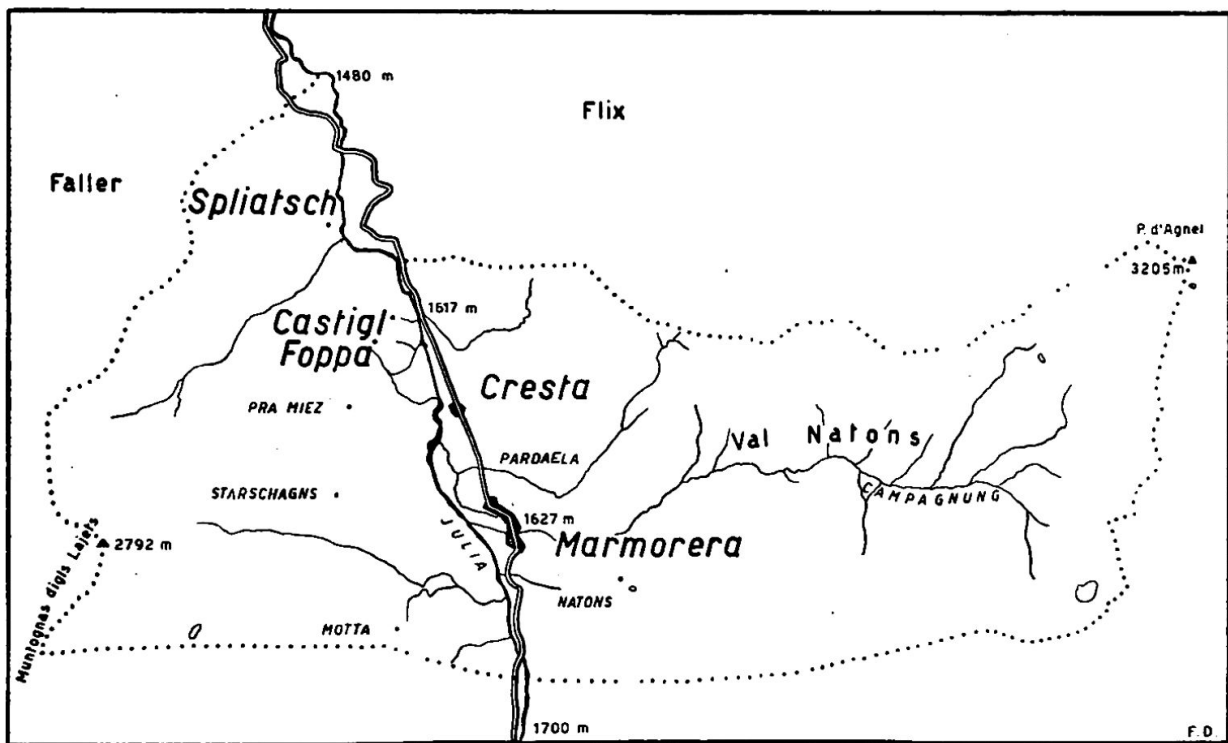 1480 m
Flix
Faller
Spliatsch
P. d'Agnel
3205m
1617 m
Castigl
Foppa
Cresta
PRA MIEZ
Val Natons
PARDAELA
STARSCHAGNS
CAMPAGNUNG
1627 m
JULIA
Marmorera
2792 m
Muntognas digls Lajets
NATONS
MOTTA
1700 m
F.D.